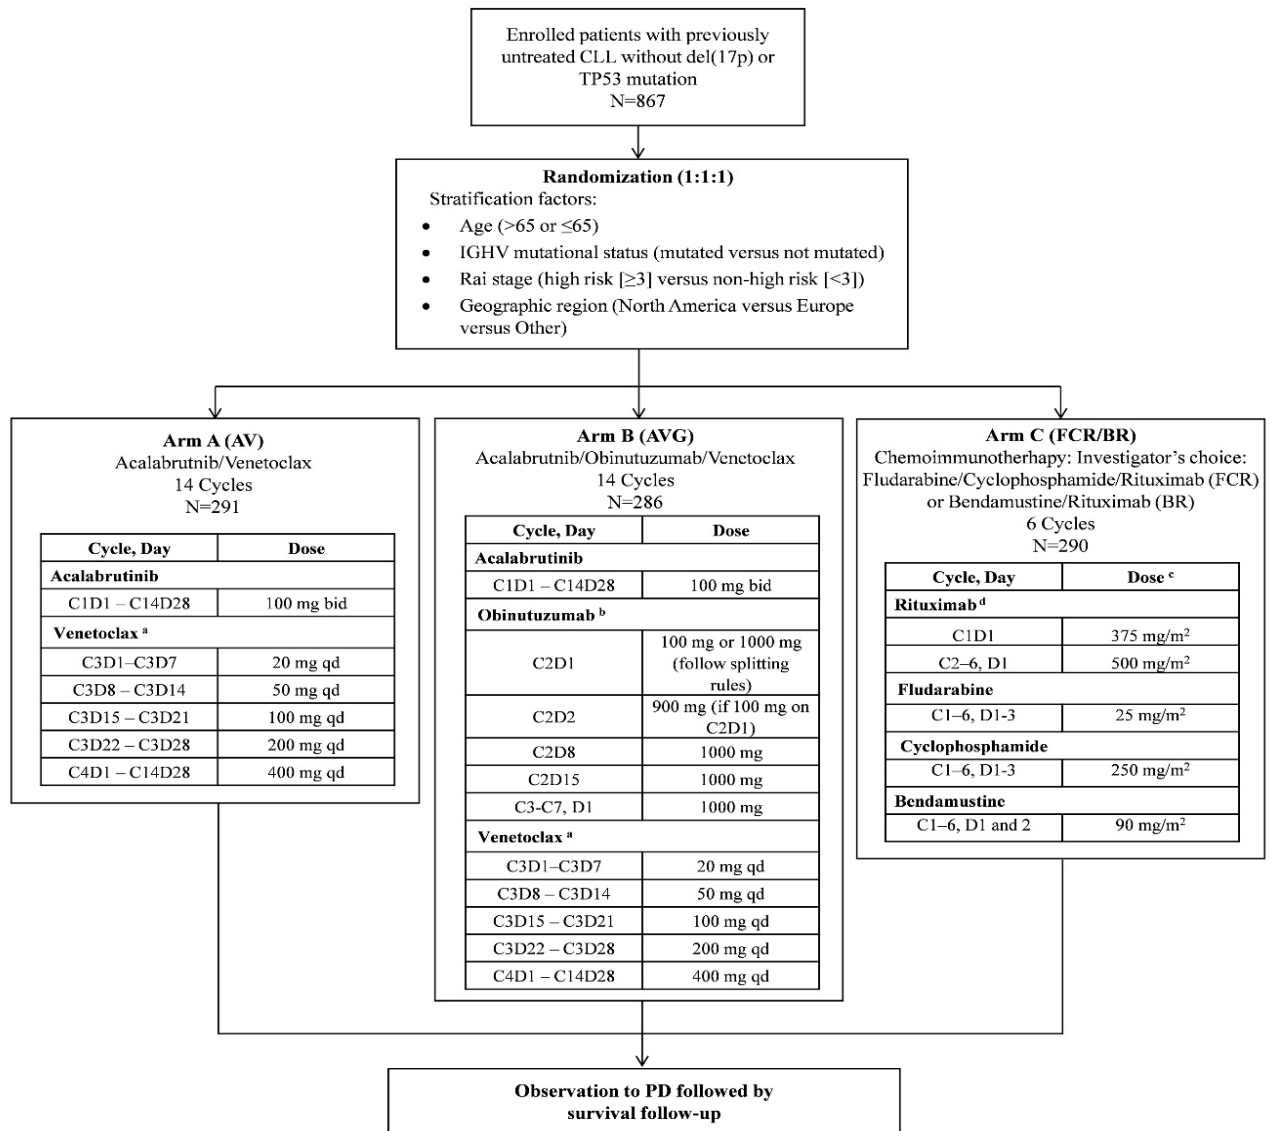 Enrolled patients with previously
untreated CLL without del(17p) or
TP53 mutation
N=867
Randomization (1:1:1)
Stratification factors:
• Age (>65 or ≤65)
• IGHV mutational status (mutated versus not mutated)
• Rai stage (high risk [≥3] versus non-high risk [<3])
• Geographic region (North America versus Europe
versus Other)
Arm A (AV)
Acalabrutnib/Venetoclax
14 Cycles
N=291
Cycle, Day Dose
Acalabrutinib
C1D1 – C14D28 100 mg bid
Venetoclax a
C3D1–C3D7 20 mg qd
C3D8 – C3D14 50 mg qd
C3D15 – C3D21 100 mg qd
C3D22 – C3D28 200 mg qd
C4D1 – C14D28 400 mg qd
Arm B (AVG)
Acalabrutnib/Obinutuzumab/Venetoclax
14 Cycles
N=286
Cycle, Day Dose
Acalabrutinib
C1D1 – C14D28 100 mg bid
Obinutuzumab b
C2D1 100 mg or 1000 mg
(follow splitting
rules)
C2D2 900 mg (if 100 mg on
C2D1)
C2D8 1000 mg
C2D15 1000 mg
C3-C7, D1 1000 mg
Venetoclax a
C3D1–C3D7 20 mg qd
C3D8 – C3D14 50 mg qd
C3D15 – C3D21 100 mg qd
C3D22 – C3D28 200 mg qd
C4D1 – C14D28 400 mg qd
Arm C (FCR/BR)
Chemoimmunotherhapy: Investigator’s choice:
Fludarabine/Cyclophosphamide/Rituximab (FCR)
or Bendamustine/Rituximab (BR)
6 Cycles
N=290
Cycle, Day Dose c
Rituximab d
C1D1 375 mg/m2
C2–6, D1 500 mg/m2
Fludarabine
C1–6, D1-3 25 mg/m2
Cyclophosphamide
C1–6, D1-3 250 mg/m2
Bendamustine
C1–6, D1 and 2 90 mg/m2
Observation to PD followed by
survival follow-up